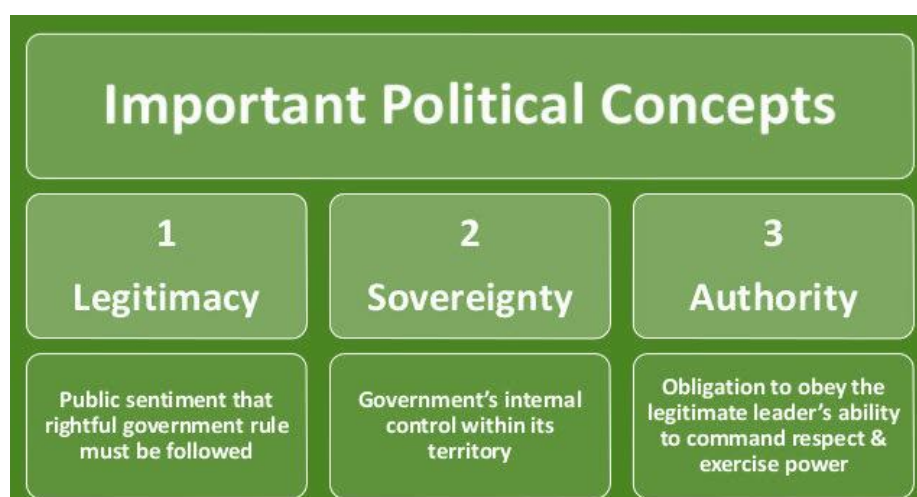 Important Political Concepts
1
Legitimacy
Public sentiment that
rightful government rule
must be followed
2
Sovereignty
Government's internal
control within its
territory
3
Authority
Obligation to obey the
legitimate leader's ability
to command respect &
exercise power